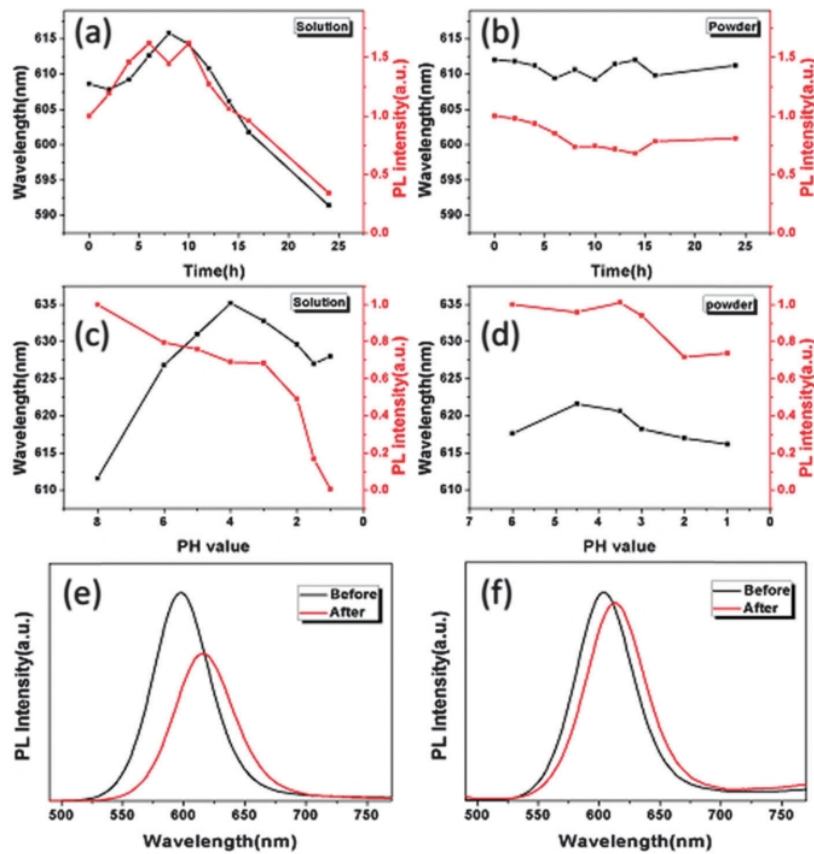 (a)
Solution
Wavelength(nm)
615
610
605
600
595
590
1.5
1.0
0.5
0.0
PL intensity(a.u.)
0 5 10 15 20 25
Time(h)
(b)
Powder
Wavelength(nm)
615
610
605
600
595
590
1.5
1.0
0.5
0.0
PL intensity(a.u.)
0 5 10 15 20 25
Time(h)
(c)
Solution
Wavelength(nm)
635
630
625
620
615
610
1.0
0.8
0.6
0.4
0.2
0.0
PL intensity(a.u.)
8 6 4 2 0
PH value
(d)
powder
Wavelength(nm)
635
630
625
620
615
610
1.0
0.8
0.6
0.4
0.2
0.0
PL intensity(a.u.)
7 6 5 4 3 2 1 0
PH value
(e)
Before
After
PL Intensity(a.u.)
500 550 600 650 700 750
Wavelength(nm)
(f)
Before
After
PL Intensity(a.u.)
500 550 600 650 700 750
Wavelength(nm)